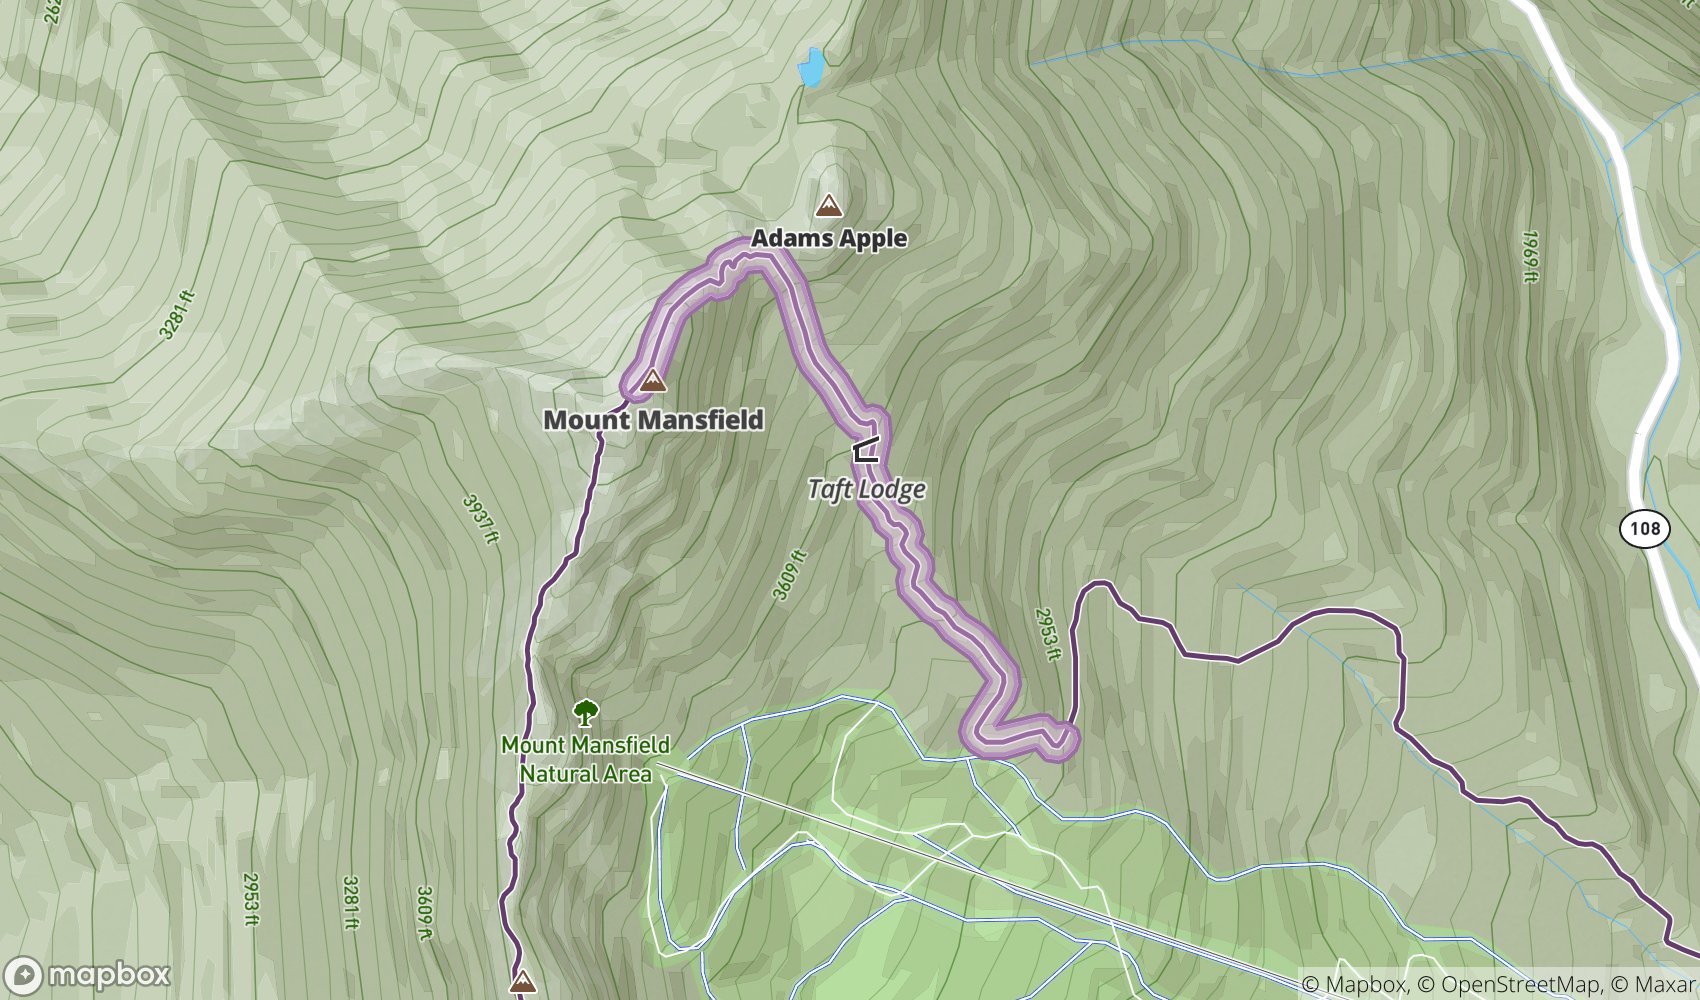 Adams Apple
1969 ft
3281 ft
Mount Mansfield
Taft Lodge
3937 ft
108
3609 ft
2953 ft
Mount Mansfield
Natural Area
2953 ft
3281 ft
3609 ft
mapbox
© Mapbox, © OpenStreetMap, © Maxar